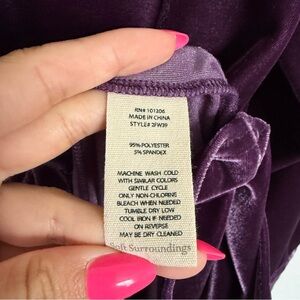 RN# 101306
MADE IN CHINA
STYLE# 2FW39
95% POLYESTER
5% SPANDEX
MACHINE WASH COLD
WITH SIMILAR COLORS
GENTLE CYCLE
ONLY NON-CHLORINE
BLEACH WHEN NEEDED
TUMBLE DRY LOW
COOL IRON IF NEEDED
ON REVERSE
MAY BE DRY CLEANED
Soft Surroundings